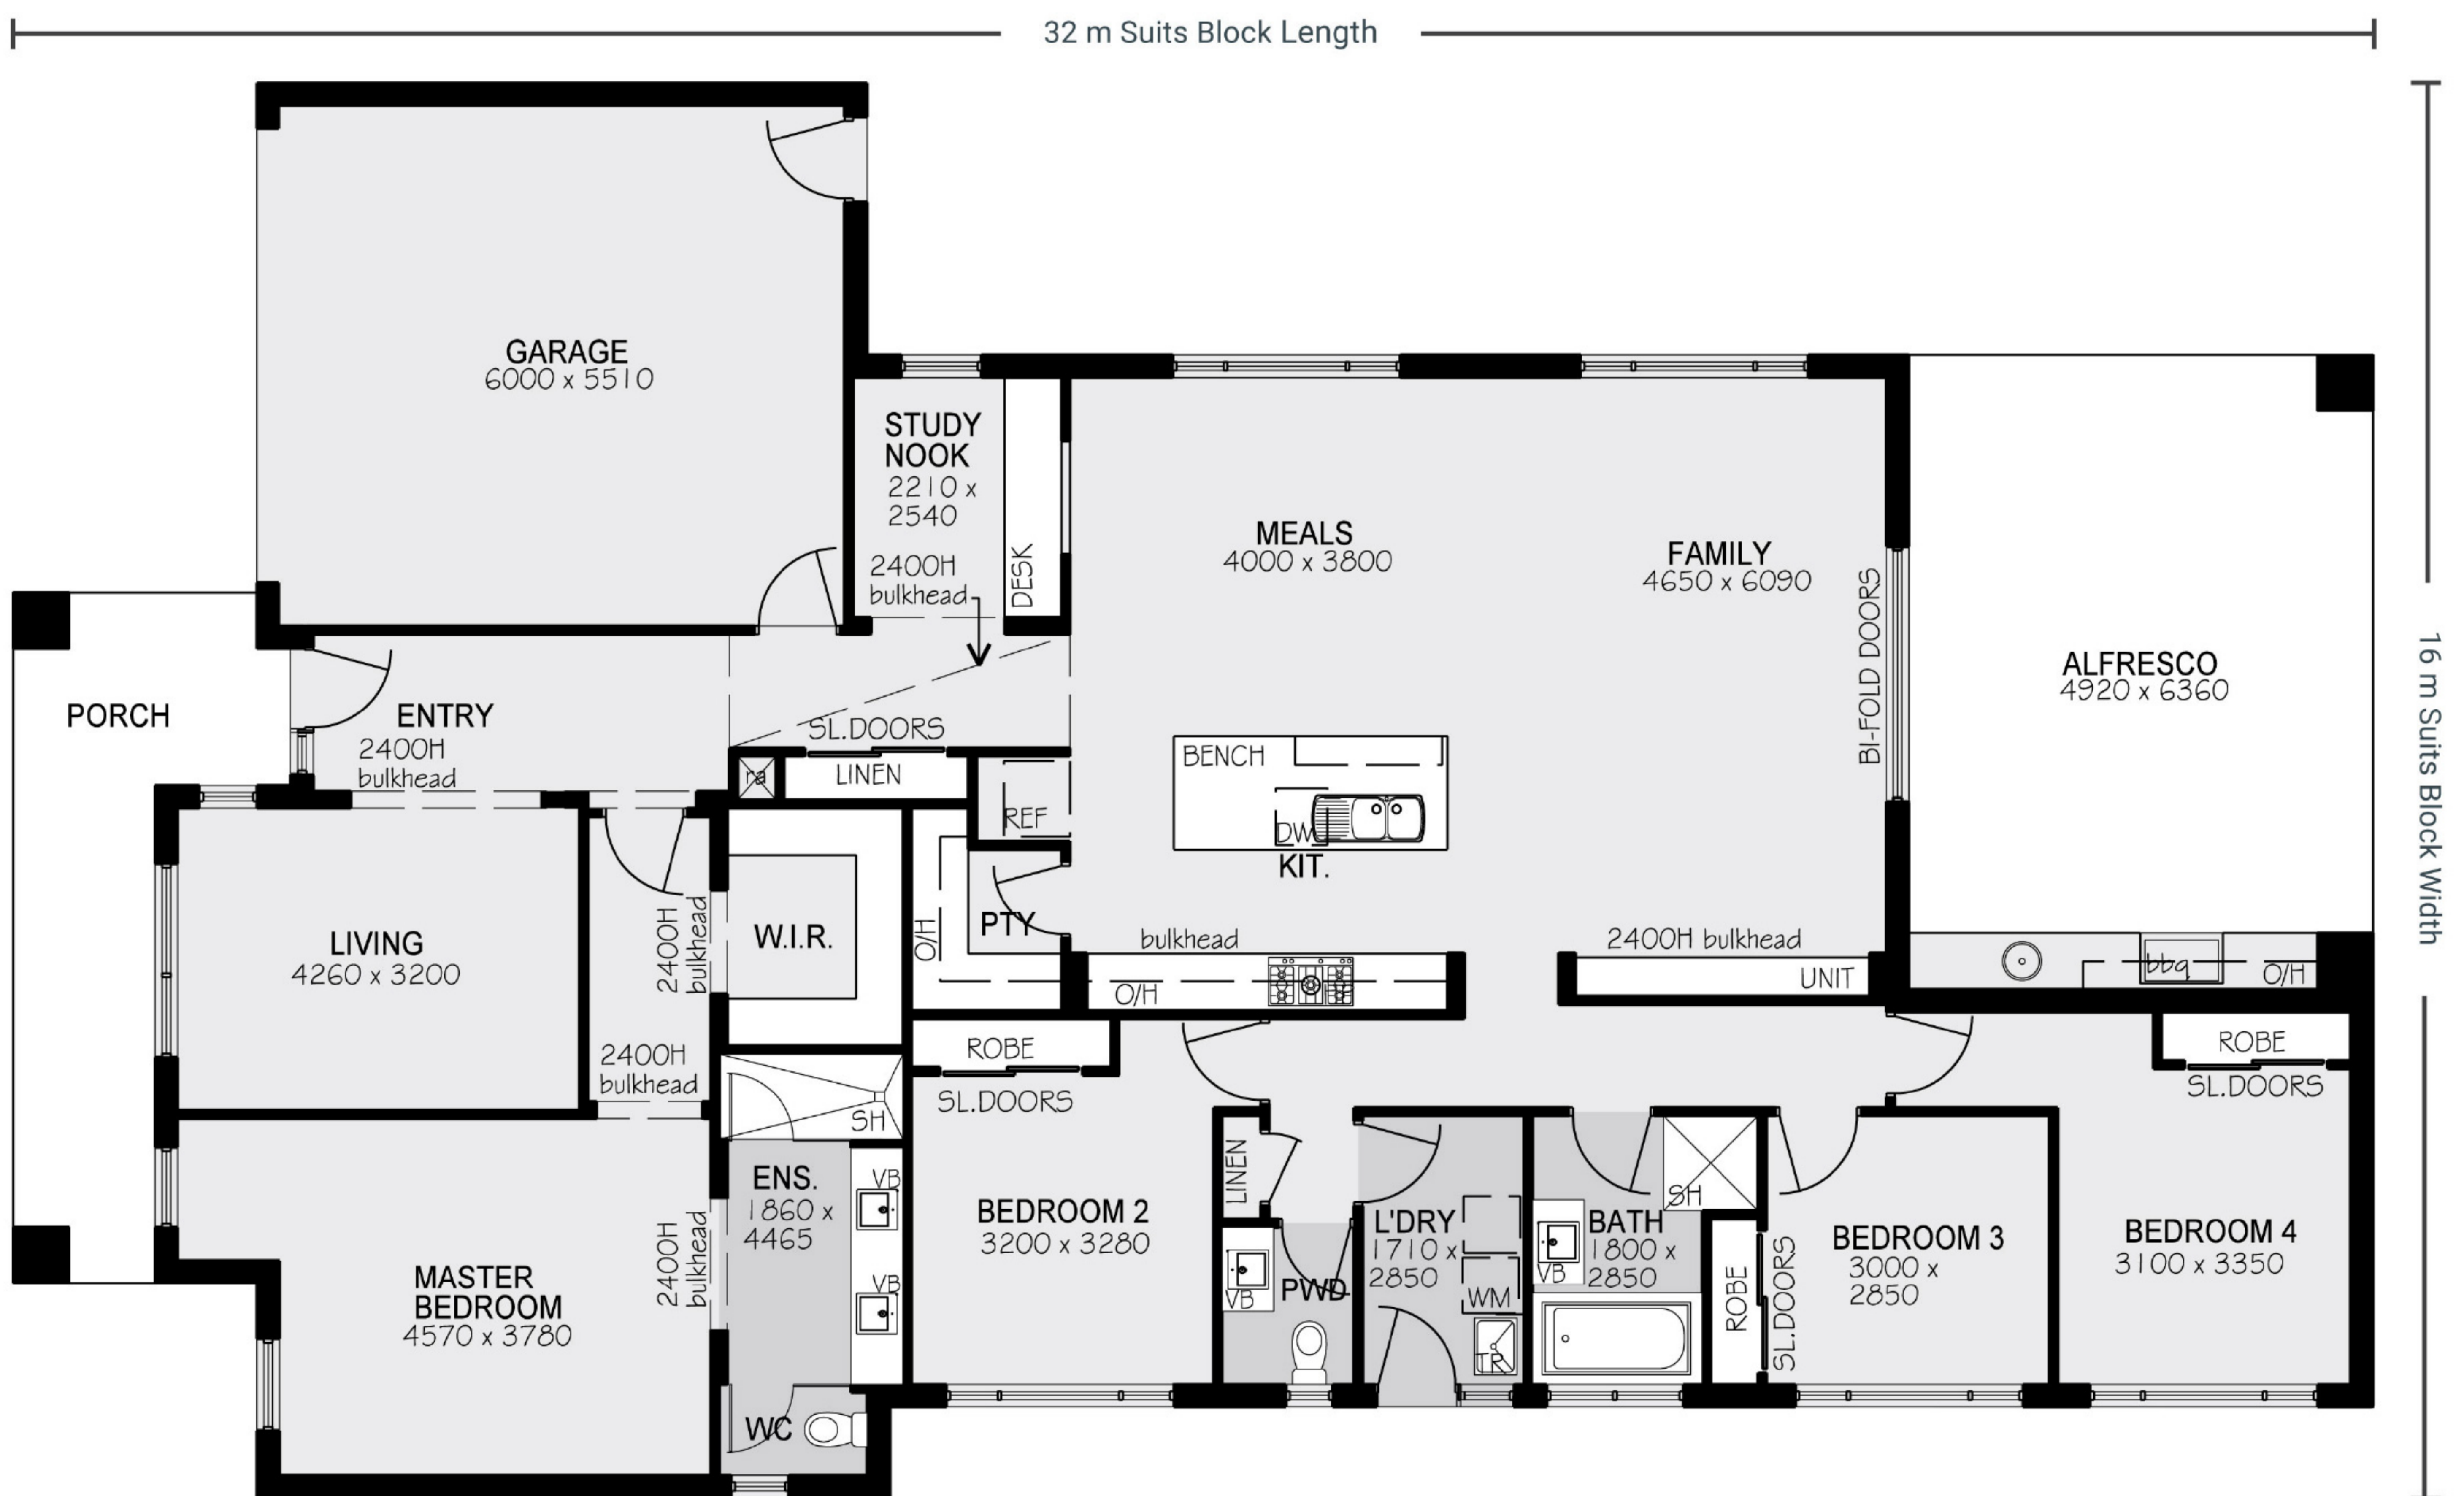 32 m Suits Block Length
16 m Suits Block Width
GARAGE
6000 x 5510
STUDY
NOOK
2210 x
2540
2400H
bulkhead
DESK
MEALS
4000 x 3800
FAMILY
4650 x 6090
BI-FOLD DOORS
ALFRESCO
4920 x 6360
PORCH
ENTRY
2400H
bulkhead
SL.DOORS
ra
LINEN
REF
BENCH
DW
KIT.
LIVING
4260 x 3200
2400H
bulkhead
W.I.R.
O/H
PTY
bulkhead
O/H
2400H bulkhead
UNIT
bbq
O/H
2400H
bulkhead
ROBE
SL.DOORS
ROBE
SL.DOORS
SH
ENS.
1860 x
4465
VB
VB
2400H
bulkhead
MASTER
BEDROOM
4570 x 3780
WC
BEDROOM 2
3200 x 3280
LINEN
VB
PWD
L'DRY
1710 x
2850
WM
TR
SH
BATH
1800 x
2850
VB
ROBE
SL.DOORS
BEDROOM 3
3000 x
2850
BEDROOM 4
3100 x 3350